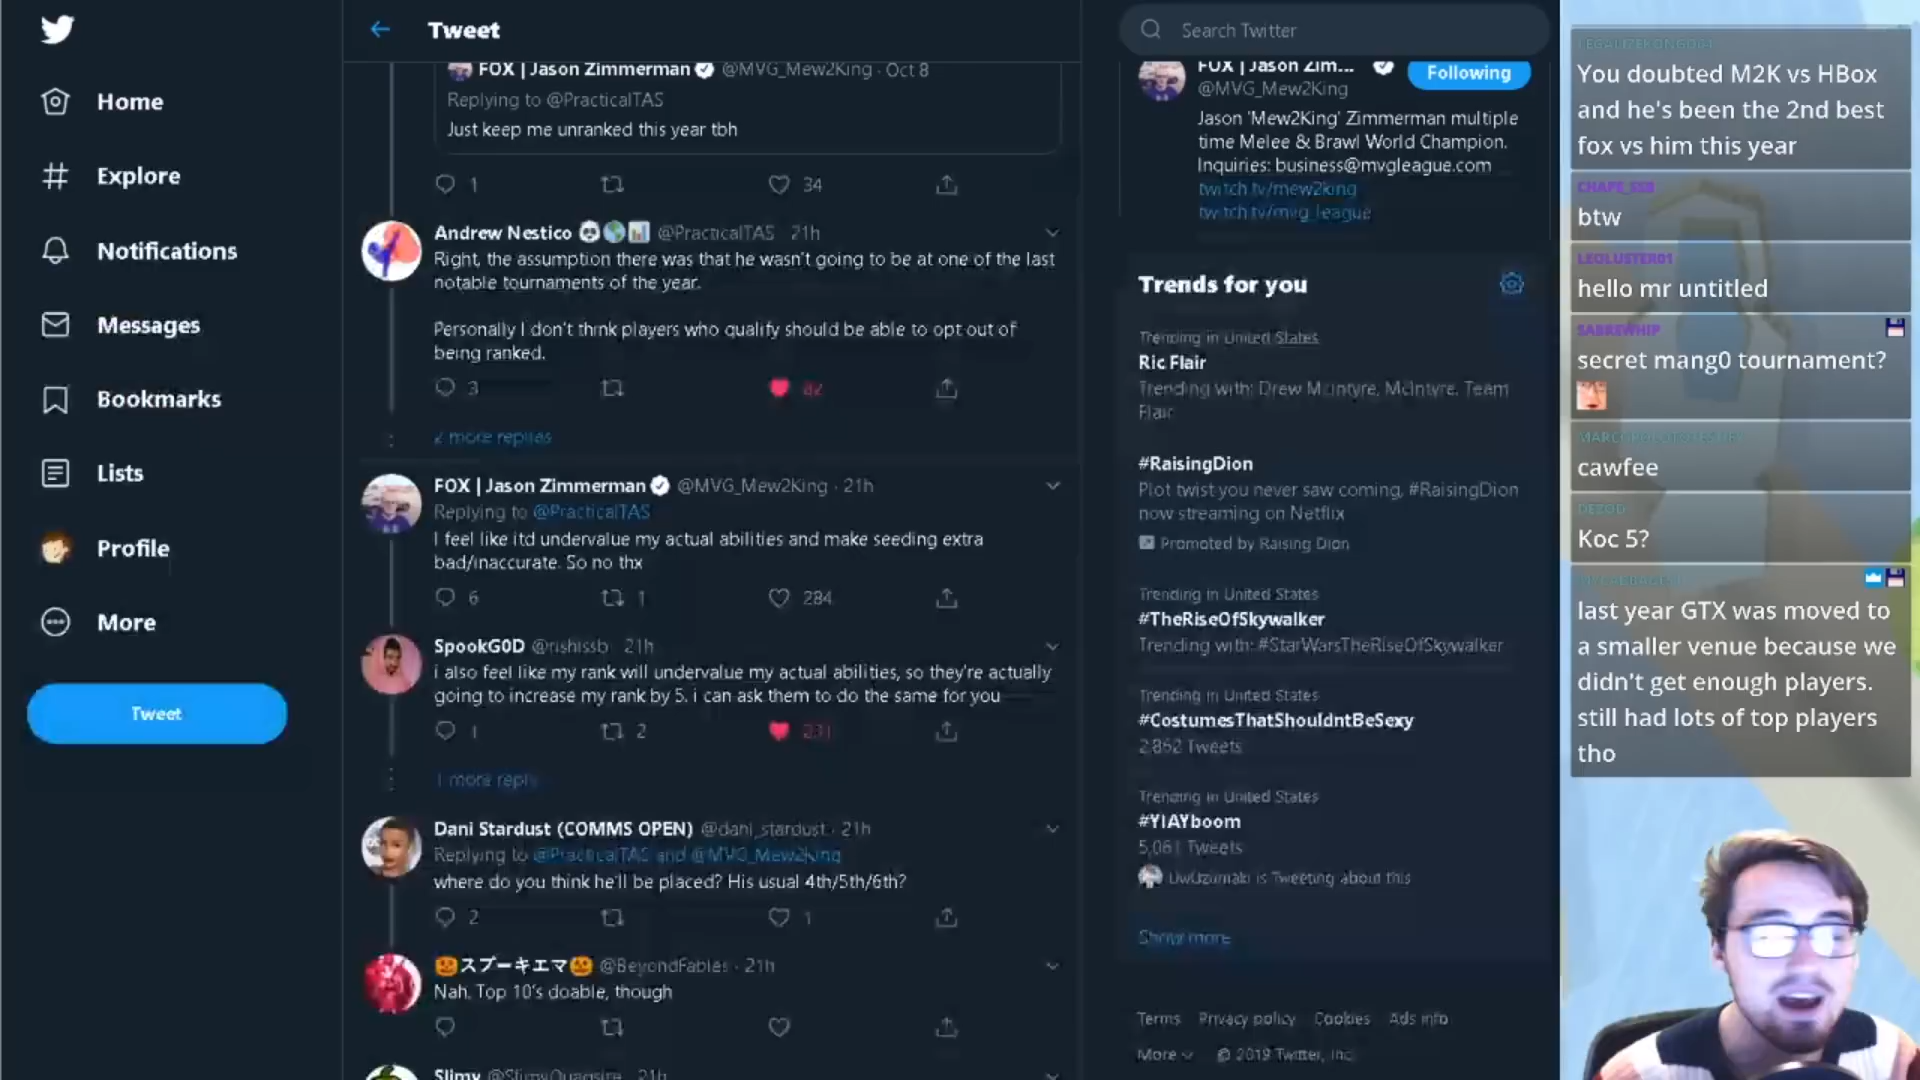 Home
Explore
Notifications
Messages
Bookmarks
Lists
Profile
More
Tweet
Tweet
FOX | Jason Zimmerman @MVG_Mew2King · Oct 8
Replying to @PracticalTAS
Just keep me unranked this year tbh
1
34
Andrew Nestico @PracticalTAS · 21h
Right, the assumption there was that he wasn't going to be at one of the last
notable tournaments of the year.
Personally I don't think players who qualify should be able to opt out of
being ranked.
3
82
2 more replies
FOX | Jason Zimmerman @MVG_Mew2King · 21h
Replying to @PracticalTAS
I feel like itd undervalue my actual abilities and make seeding extra
bad/inaccurate. So no thx
6
1
284
SpookG0D @rishissb · 21h
i also feel like my rank will undervalue my actual abilities, so they're actually
going to increase my rank by 5. i can ask them to do the same for you
1
2
231
1 more reply
Dani Stardust (COMMS OPEN) @dani_stardust · 21h
Replying to @PracticalTAS and @MVG_Mew2King
where do you think he'll be placed? His usual 4th/5th/6th?
2
1
🎃スプーキエマ🎃 @BeyondFables · 21h
Nah. Top 10's doable, though
Slimy @SlimyQuagsire · 21h
Search Twitter
FOX | Jason Zim...
@MVG_Mew2King
Following
Jason 'Mew2King' Zimmerman multiple
time Melee & Brawl World Champion.
Inquiries: business@mvgleague.com
twitch.tv/mew2king
twitch.tv/mvg_league
Trends for you
Trending in United States
Ric Flair
Trending with: Drew McIntyre, McIntyre, Team
Flair
#RaisingDion
Plot twist you never saw coming, #RaisingDion
now streaming on Netflix
Promoted by Raising Dion
Trending in United States
#TheRiseOfSkywalker
Trending with: #StarWarsTheRiseOfSkywalker
Trending in United States
#CostumesThatShouldntBeSexy
2,862 Tweets
Trending in United States
#YIAYboom
5,061 Tweets
UwUzumaki is Tweeting about this
Show more
Terms Privacy policy Cookies Ads info
More © 2019 Twitter, Inc.
You doubted M2K vs HBox
and he's been the 2nd best
fox vs him this year
CHAPE_SSB
btw
LEOLUSTER01
hello mr untitled
SABREWHIP
secret mang0 tournament?
cawfee
DEZOD
Koc 5?
last year GTX was moved to
a smaller venue because we
didn't get enough players.
still had lots of top players
tho